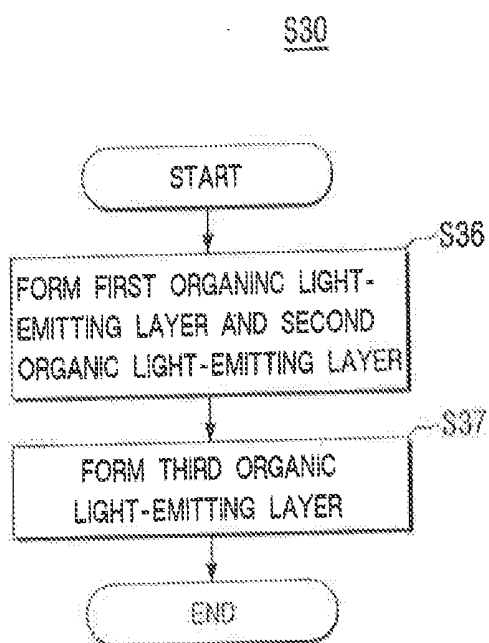 S30
START
S36
FORM FIRST ORGANINC LIGHT-
EMITTING LAYER AND SECOND
ORGANIC LIGHT-EMITTING LAYER
S37
FORM THIRD ORGANIC
LIGHT-EMITTING LAYER
END